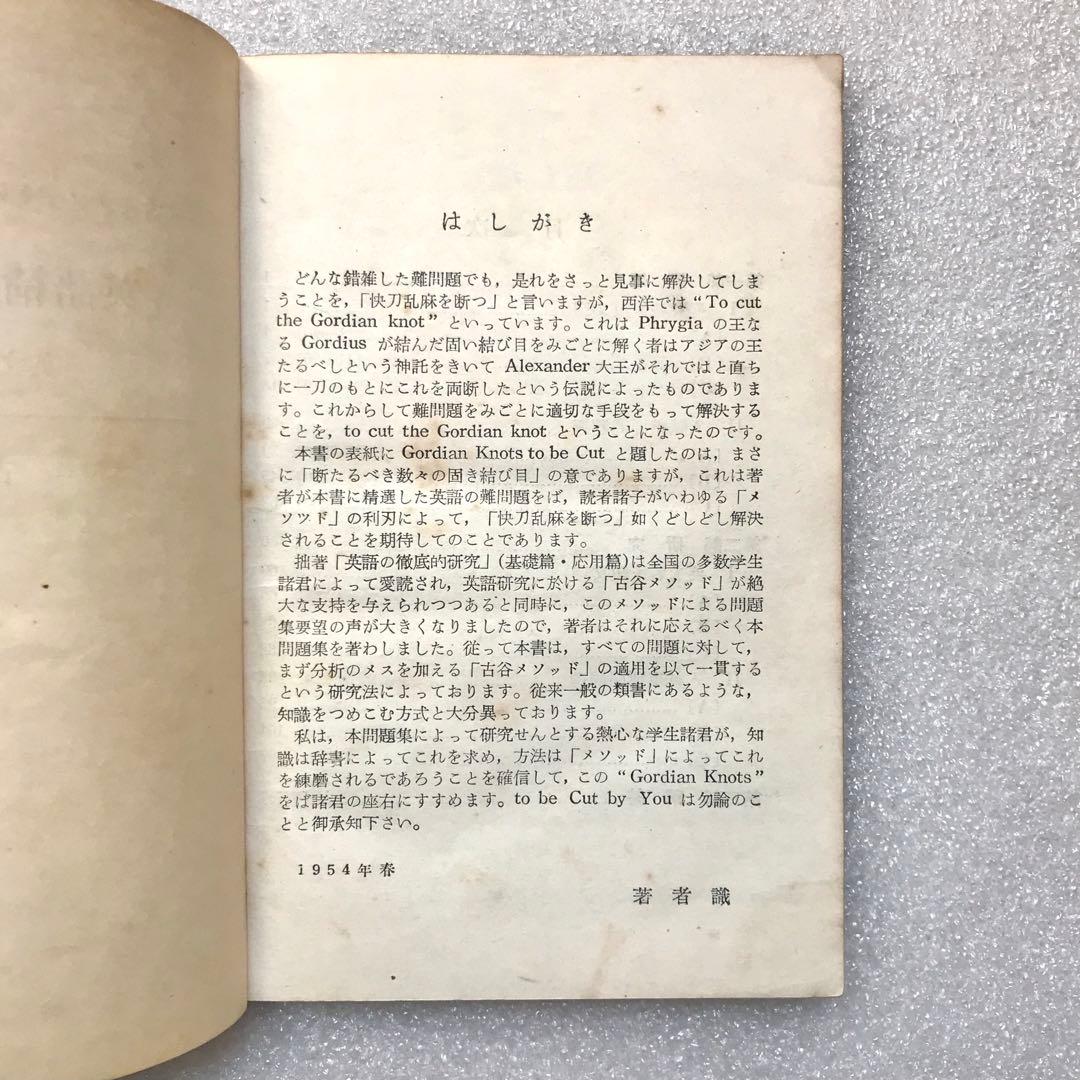 はしがき
どんな錯雑した難問題でも，是れをさっと見事に解決してしま
うことを，「快刀乱麻を断つ」と言いますが，西洋では“To cut
the Gordian knot”といっています。これは Phrygia の王な
る Gordius が結んだ固い結び目をみごとに解く者はアジアの王
たるべしという神託をきいて Alexander 大王がそれではと直ち
に一刀のもとにこれを両断したという伝説によったものでありま
す。これからして難問題をみごとに適切な手段をもって解決する
ことを，to cut the Gordian knot ということになったのです。
本書の表紙に Gordian Knots to be Cut と題したのは，まさ
に「断たるべき数々の固き結び目」の意でありますが，これは著
者が本書に精選した英語の難問題をば，読者諸子がいわゆる「メ
ソツド」の利刃によって，「快刀乱麻を断つ」如くどしどし解決
されることを期待してのことであります。
拙著「英語の徹底的研究」(基礎篇・応用篇)は全国の多数学生
諸君によって愛読され，英語研究に於ける「古谷メソッド」が絶
大な支持を与えられつつあると同時に，このメソッドによる問題
集要望の声が大きくなりましたので，著者はそれに応えるべく本
問題集を著わしました。従って本書は，すべての問題に対して，
まず分析のメスを加える「古谷メソッド」の適用を以て一貫する
という研究法によっております。従来一般の類書にあるような，
知識をつめこむ方式と大分異っております。
私は，本問題集によって研究せんとする熱心な学生諸君が，知
識は辞書によってこれを求め，方法は「メソッド」によってこれ
を練磨されるであろうことを確信して，この“Gordian Knots”
をば諸君の座右にすすめます。to be Cut by You は勿論のこ
とと御承知下さい。
1954年春
著者識